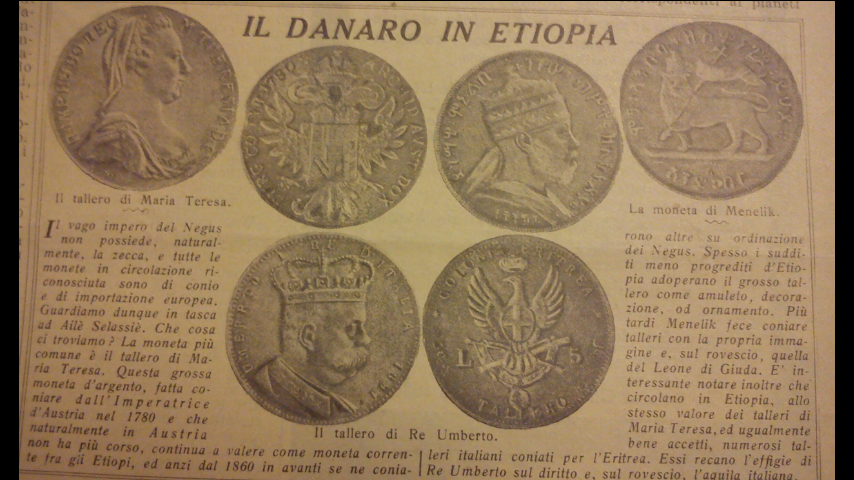 IL DANARO IN ETIOPIA
Il tallero di Maria Teresa.
La moneta di Menelik.
Il tallero di Re Umberto.
Il vago impero del Negus
non possiede, natural-
mente, la zecca, e tutte le
monete in circolazione ri-
conosciuta sono di conio
e di importazione europea.
Guardiamo dunque in tasca
ad Ailè Selassiè. Che cosa
ci troviamo? La moneta più
comune è il tallero di Ma-
ria Teresa. Questa grossa
moneta d'argento, fatta co-
niare dall'Imperatrice
d'Austria nel 1780 e che
naturalmente in Austria
non ha più corso, continua a valere come moneta corren-
te fra gli Etiopi, ed anzi dal 1860 in avanti se ne conia-
rono altre su ordinazione
dei Negus. Spesso i suddi-
ti meno progrediti d'Etio-
pia adoperano il grosso tal-
lero come amuleto, decora-
zione, od ornamento. Più
tardi Menelik fece coniare
talleri con la propria imma-
gine e, sul rovescio, quella
del Leone di Giuda. E' in-
teressante notare inoltre che
circolano in Etiopia, allo
stesso valore dei talleri di
Maria Teresa, ed ugualmente
bene accetti, numerosi tal-
leri italiani coniati per l'Eritrea. Essi recano l'effigie di
Re Umberto sul diritto e, sul rovescio, l'aquila italiana.
UMBERTO I RE D'ITALIA
COLONIA ERITREA
L 5
TALLERO